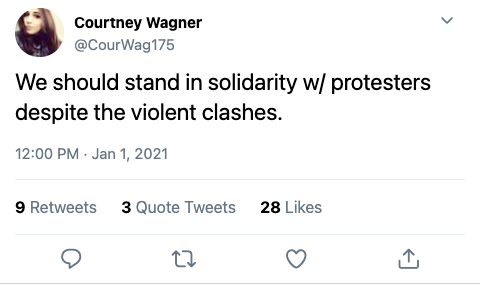 Courtney Wagner
@CourWag175
We should stand in solidarity w/ protesters
despite the violent clashes.
12:00 PM · Jan 1, 2021
9 Retweets 3 Quote Tweets 28 Likes